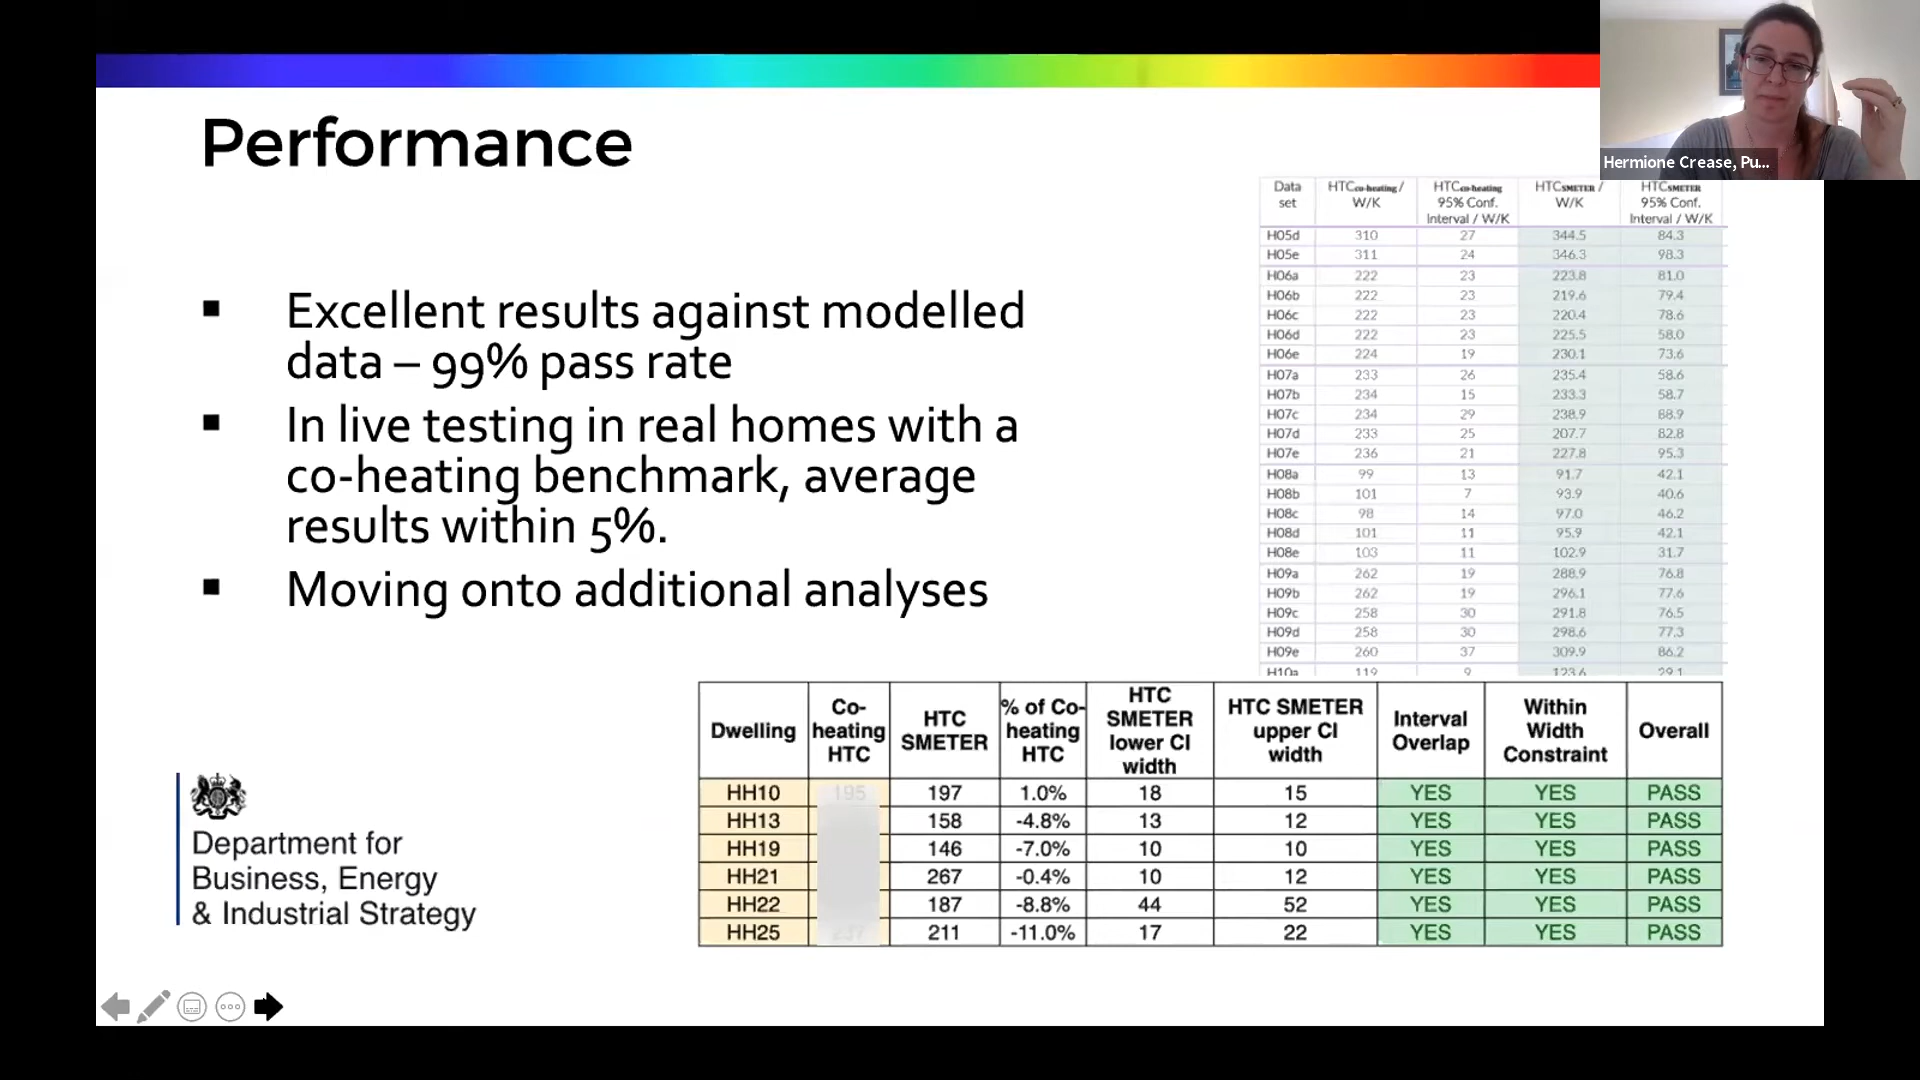 Performance
Hermione Crease, Pu...
▪ Excellent results against modelled
data – 99% pass rate
▪ In live testing in real homes with a
co-heating benchmark, average
results within 5%.
▪ Moving onto additional analyses
Data set | HTCco-heating / W/K | HTCco-heating 95% Conf. Interval / W/K | HTCSMETER / W/K | HTCSMETER 95% Conf. Interval / W/K
H05d 310 27 344.5 84.3
H05e 311 24 346.3 98.3
H06a 222 23 223.8 81.0
H06b 222 23 219.6 79.4
H06c 222 23 220.4 78.6
H06d 222 23 225.5 58.0
H06e 224 19 230.1 73.6
H07a 233 26 235.4 58.6
H07b 234 15 233.3 58.7
H07c 234 29 238.9 88.9
H07d 233 25 207.7 82.8
H07e 236 21 227.8 95.3
H08a 99 13 91.7 42.1
H08b 101 7 93.9 40.6
H08c 98 14 97.0 46.2
H08d 101 11 95.9 42.1
H08e 103 11 102.9 31.7
H09a 262 19 288.9 76.8
H09b 262 19 296.1 77.6
H09c 258 30 291.8 76.5
H09d 258 30 298.6 77.3
H09e 260 37 309.9 86.2
H10a 119 9 123.6 29.1
Dwelling | Co-heating HTC | HTC SMETER | % of Co-heating HTC | HTC SMETER lower CI width | HTC SMETER upper CI width | Interval Overlap | Within Width Constraint | Overall
HH10 195 197 1.0% 18 15 YES YES PASS
HH13 158 -4.8% 13 12 YES YES PASS
HH19 146 -7.0% 10 10 YES YES PASS
HH21 267 -0.4% 10 12 YES YES PASS
HH22 187 -8.8% 44 52 YES YES PASS
HH25 211 -11.0% 17 22 YES YES PASS
Department for
Business, Energy
& Industrial Strategy